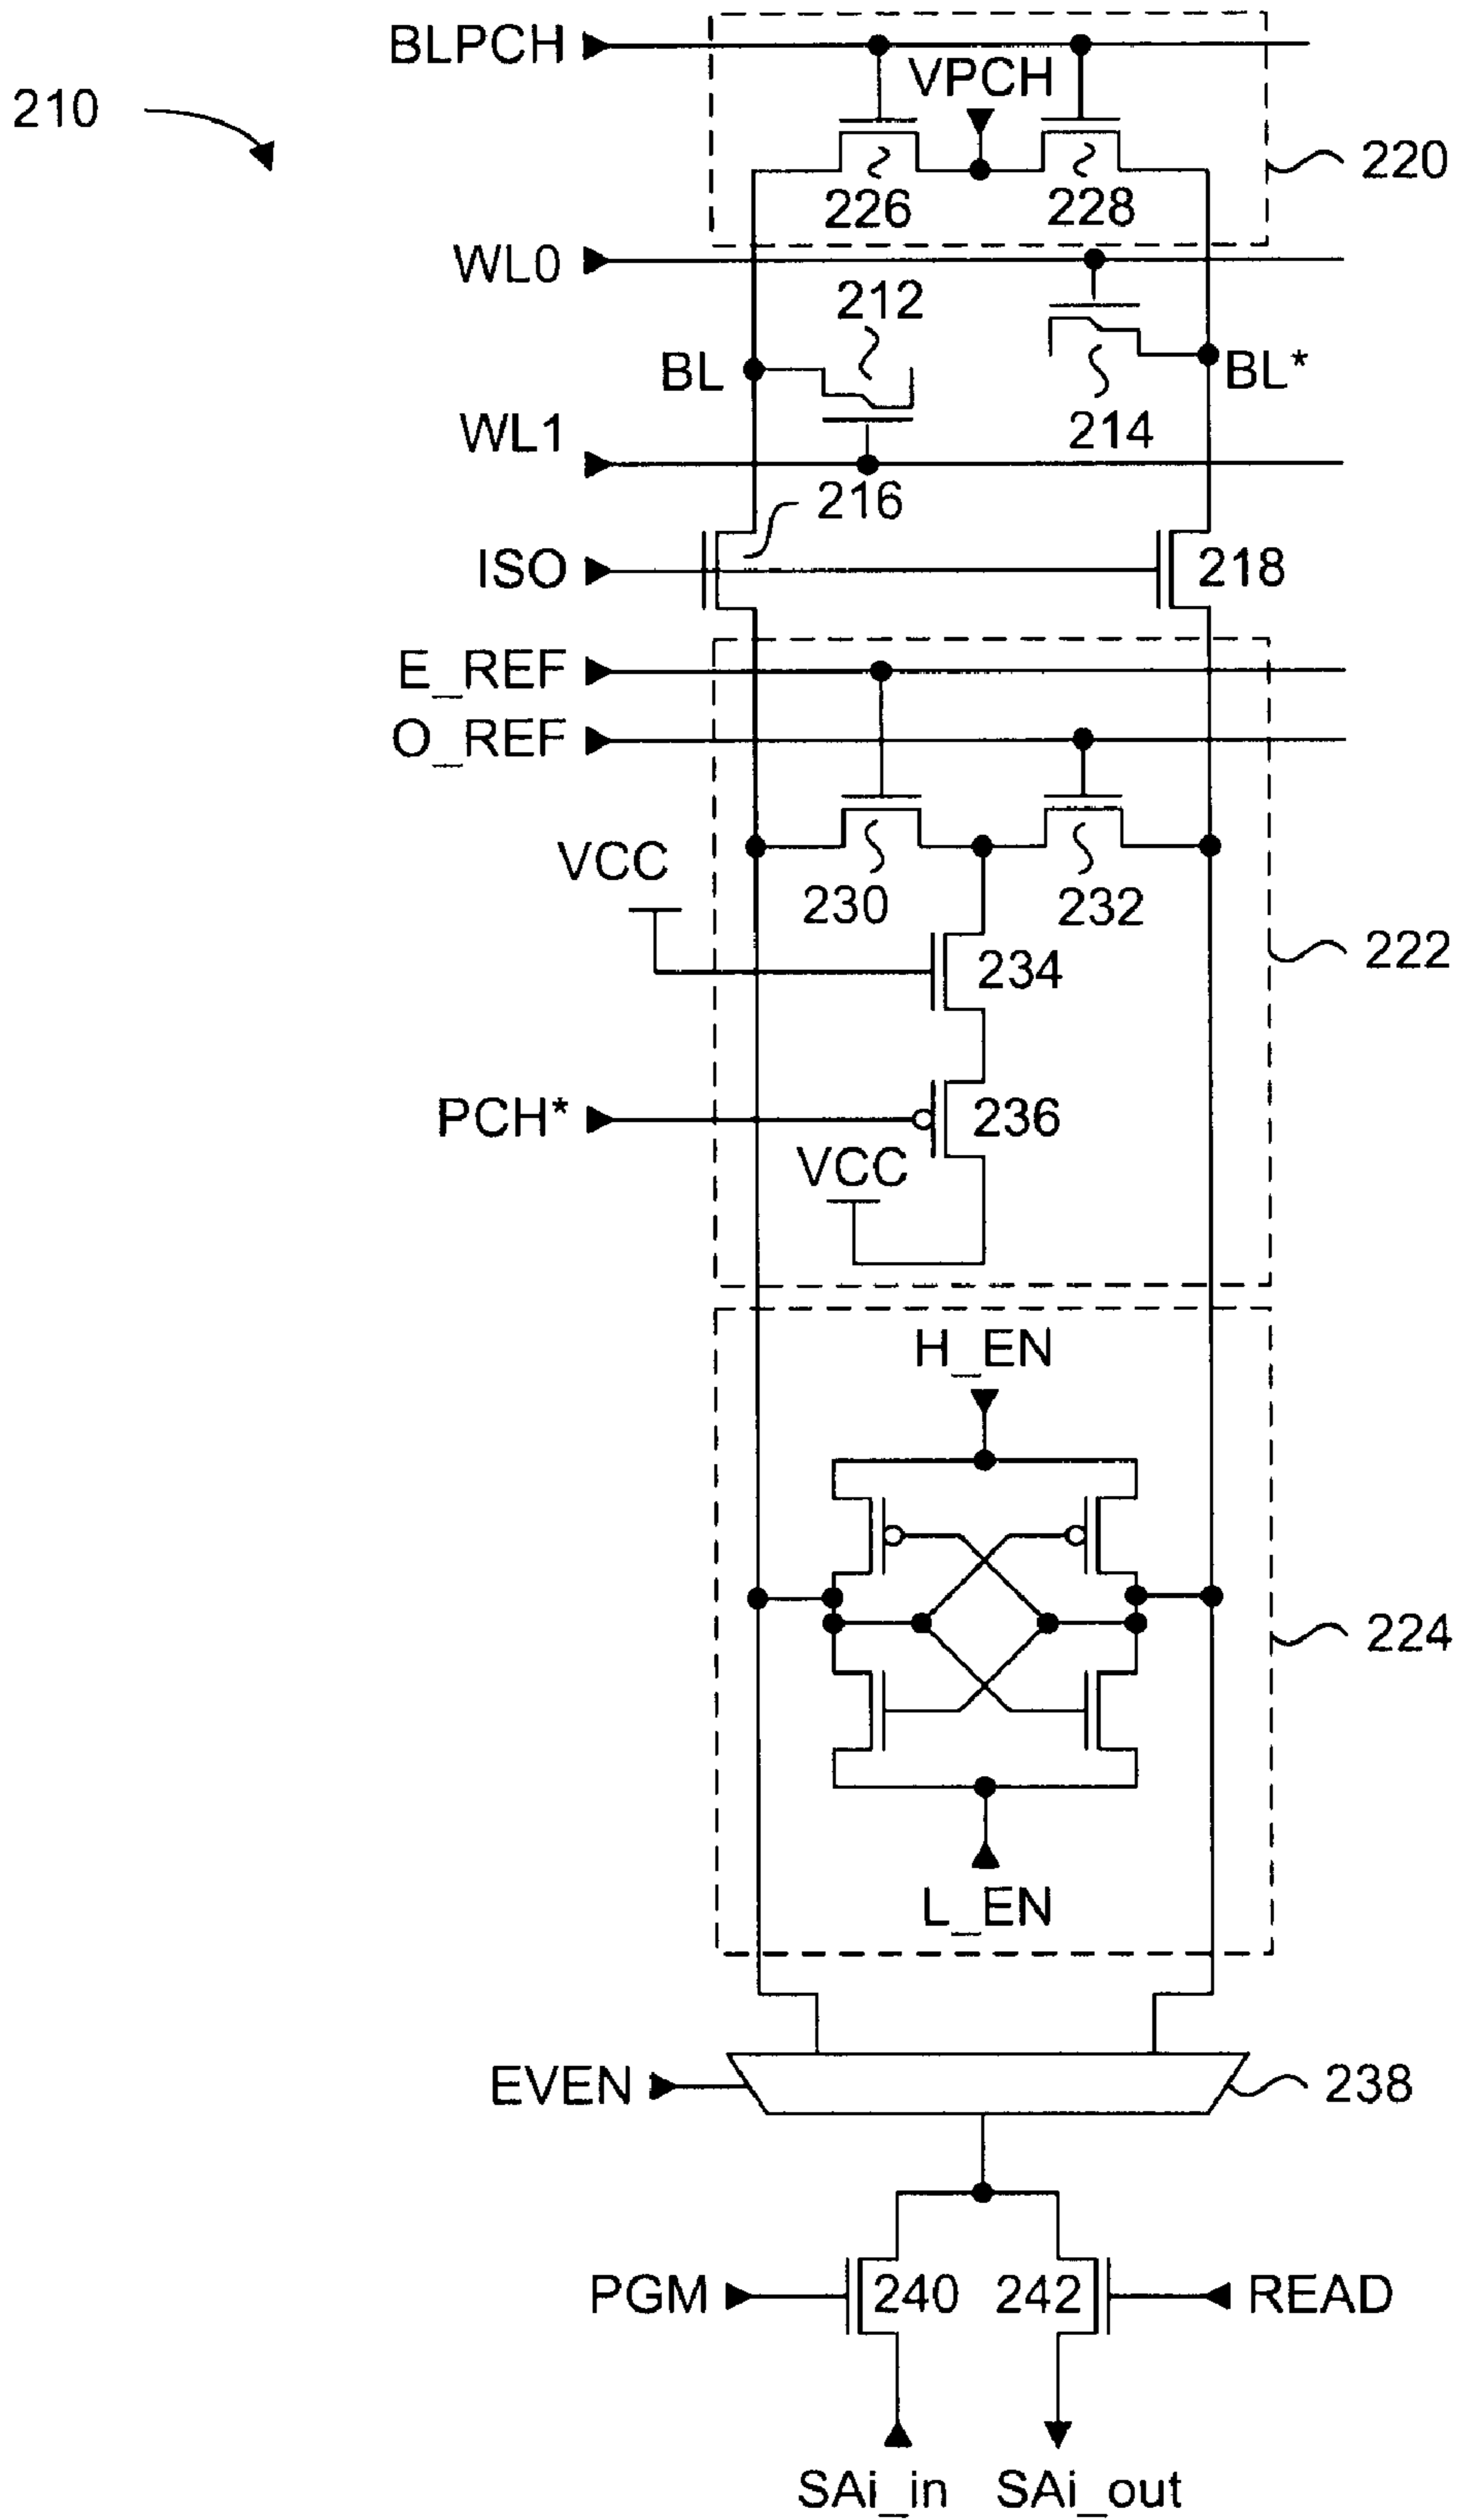 BLPCH
VPCH
210
220
226
228
WL0
212
BL
BL*
214
WL1
216
ISO
218
E_REF
O_REF
VCC
230
232
222
234
PCH*
236
VCC
H_EN
224
L_EN
EVEN
238
PGM
240
242
READ
SAi_in
SAi_out